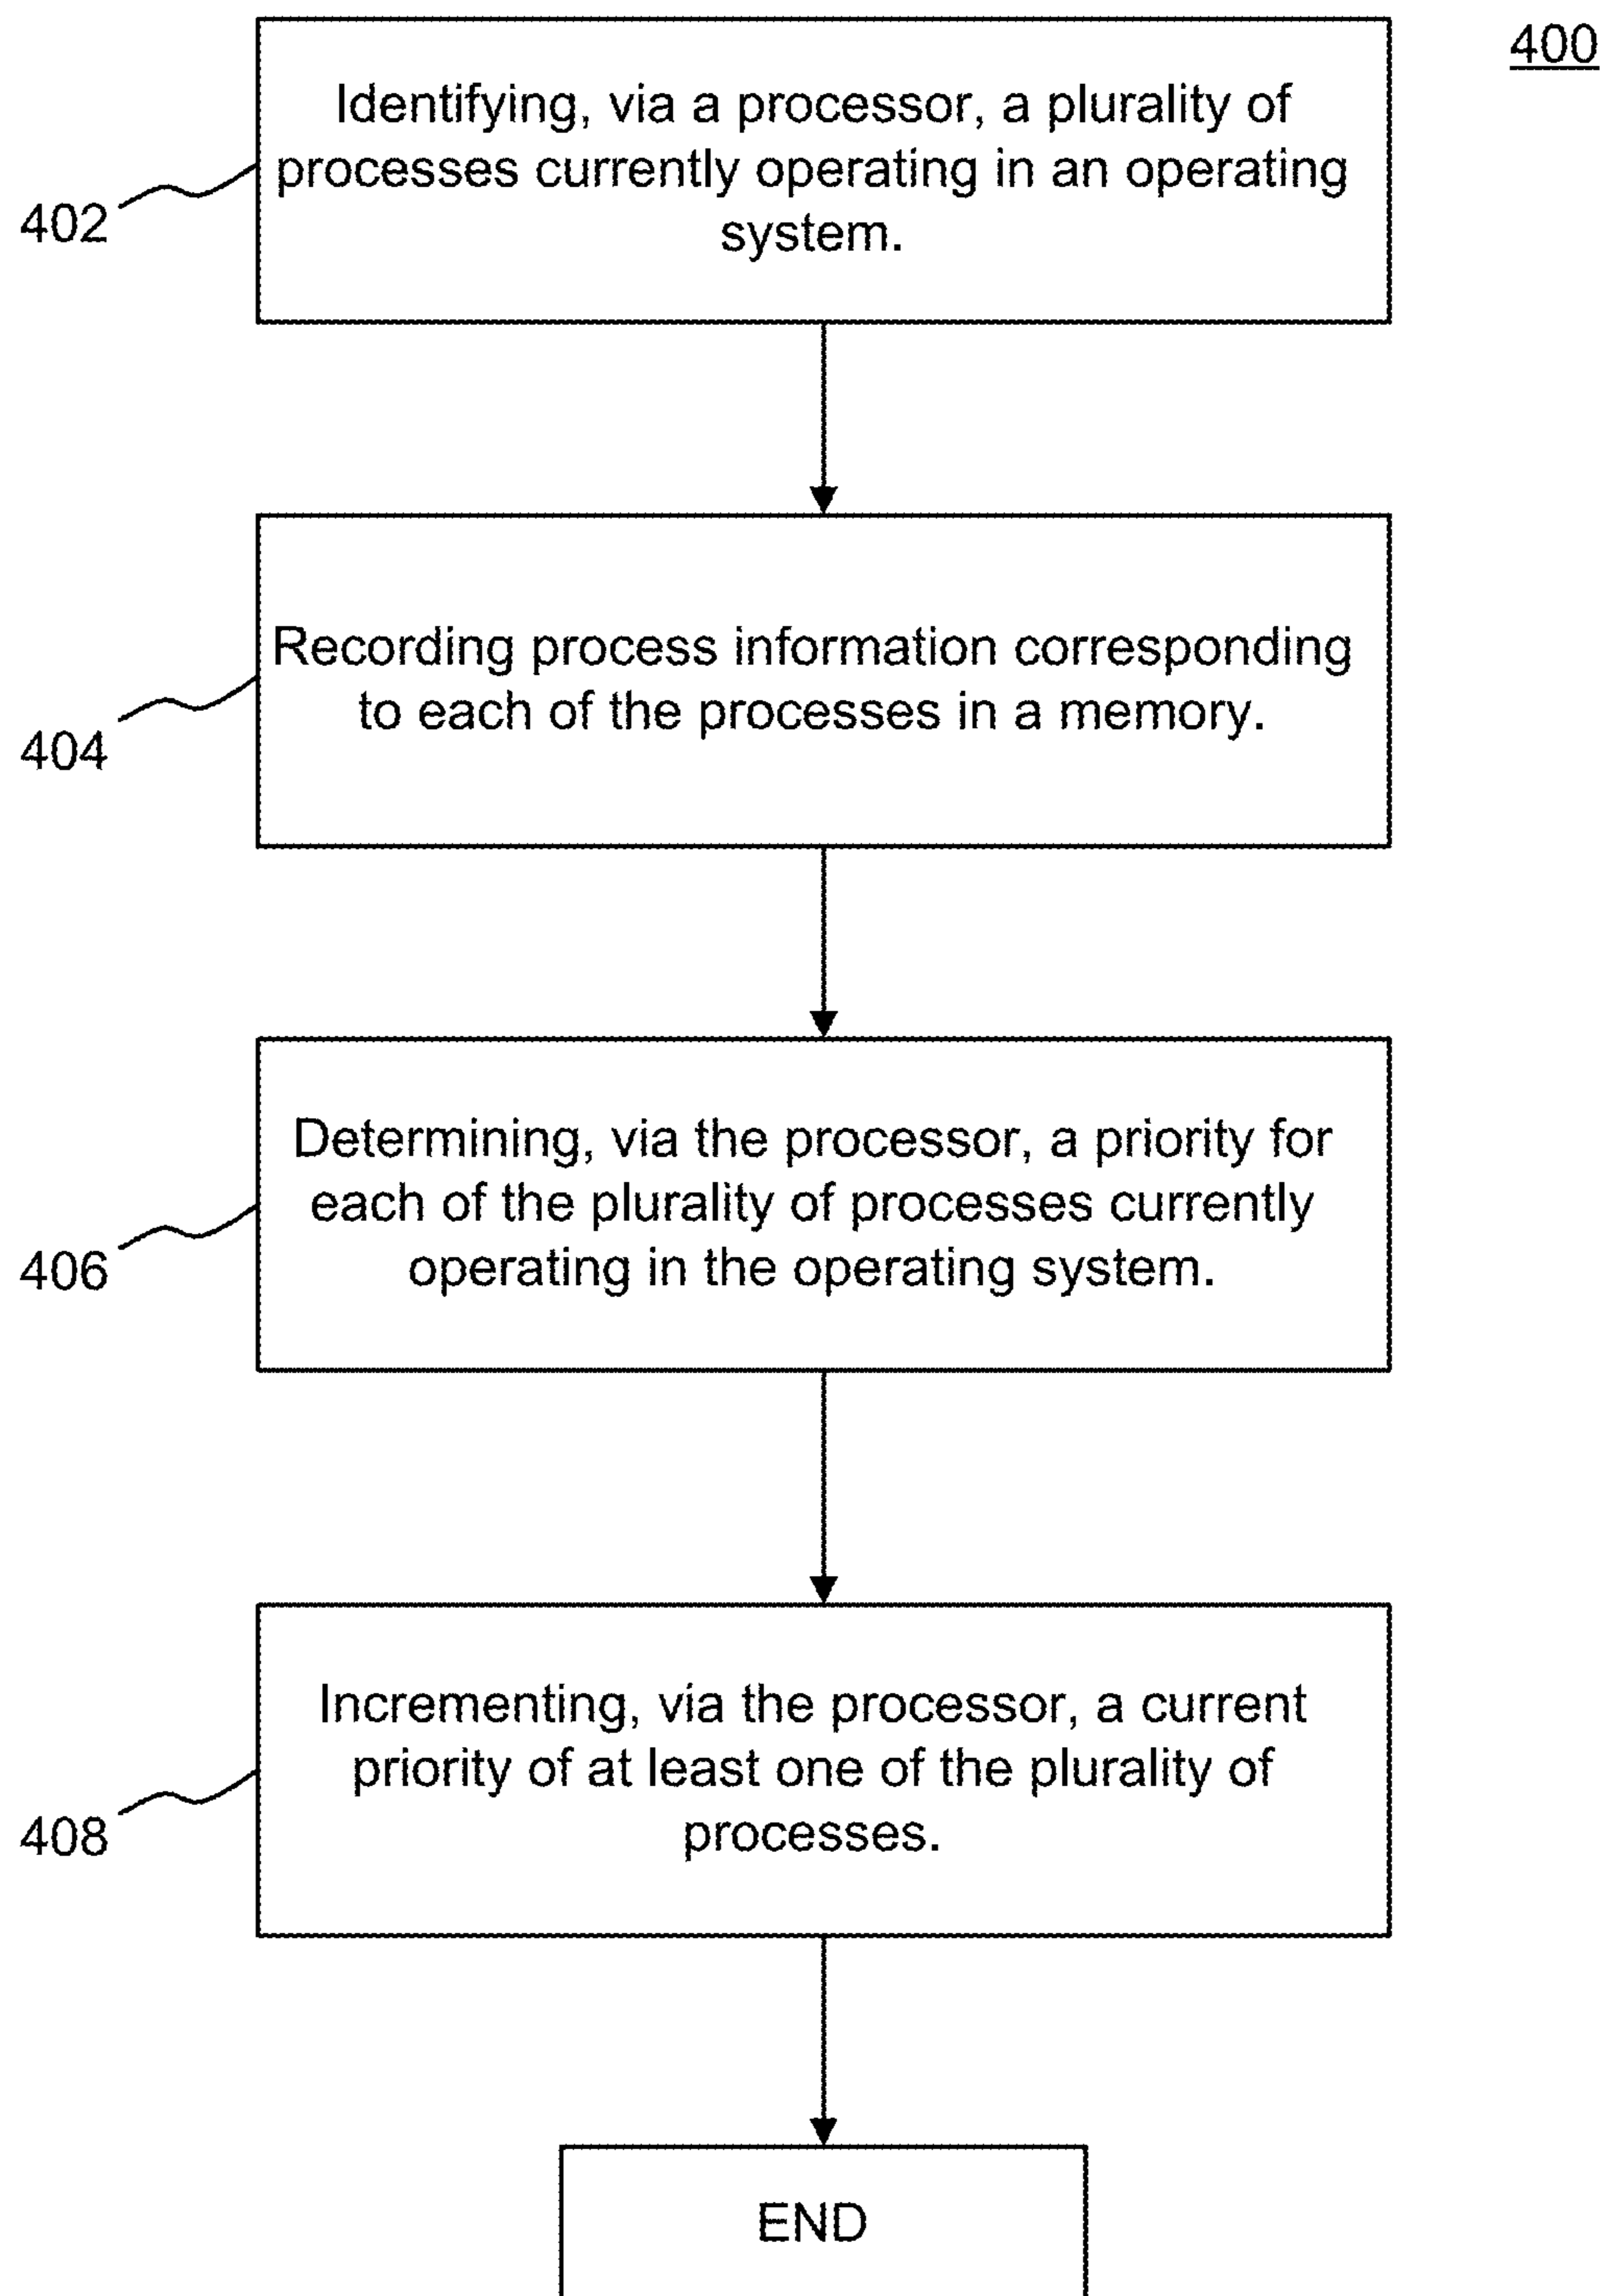 400
Identifying, via a processor, a plurality of
processes currently operating in an operating
system.
402
Recording process information corresponding
to each of the processes in a memory.
404
Determining, via the processor, a priority for
each of the plurality of processes currently
operating in the operating system.
406
Incrementing, via the processor, a current
priority of at least one of the plurality of
processes.
408
END